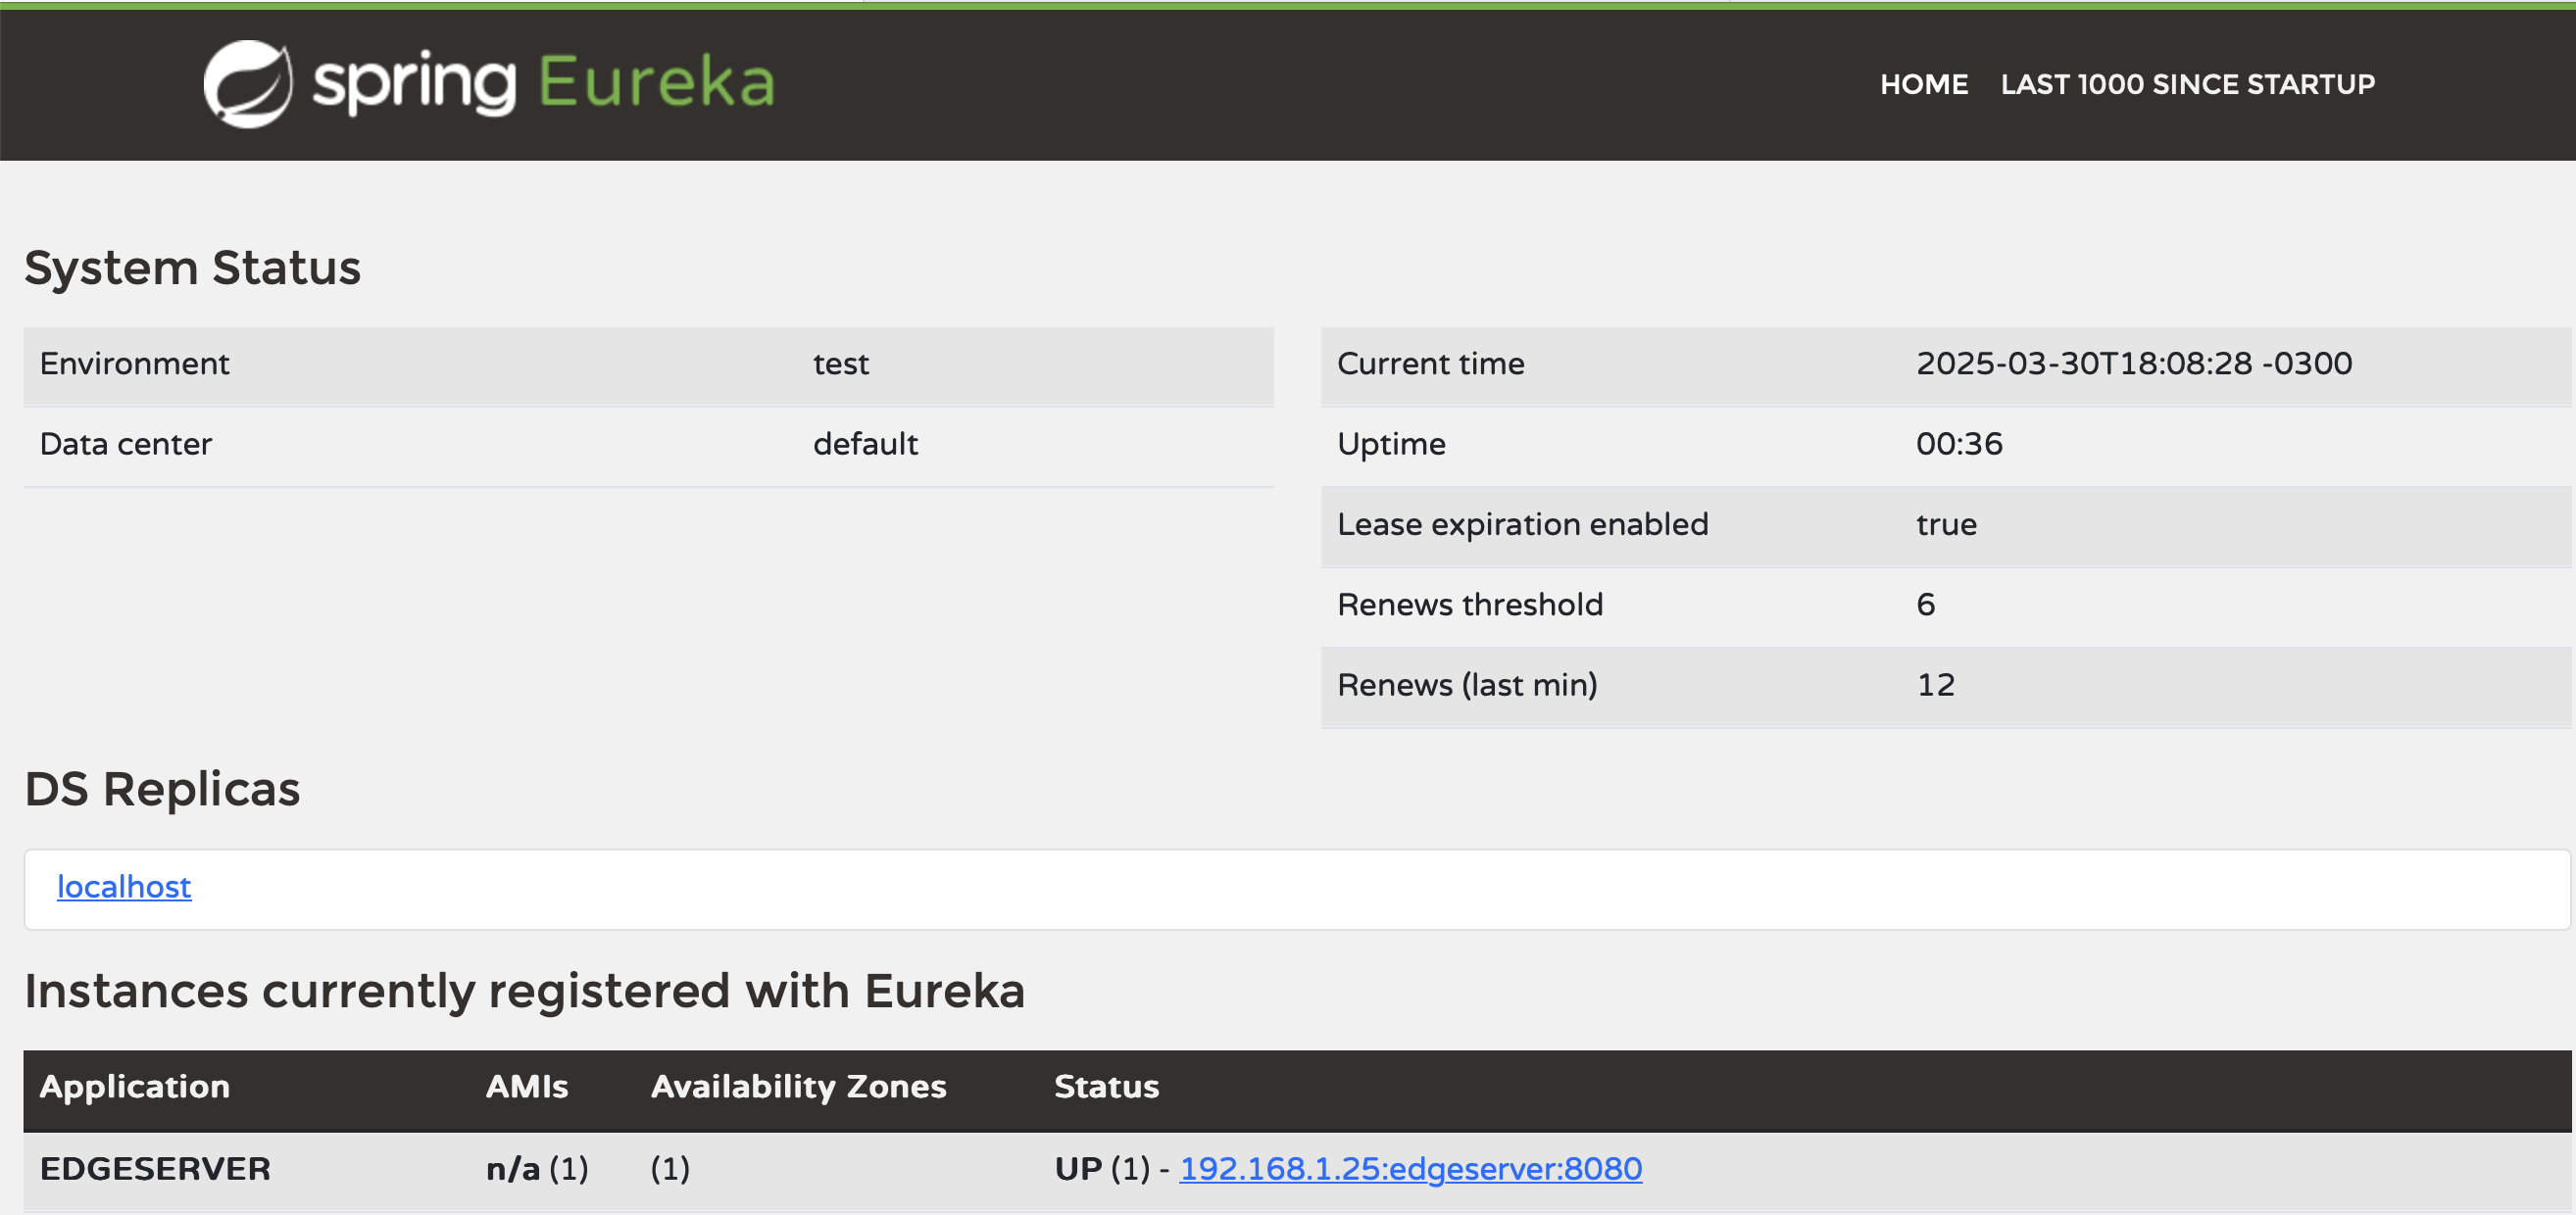 spring Eureka
HOME LAST 1000 SINCE STARTUP
System Status
Environment test
Data center default
Current time 2025-03-30T18:08:28 -0300
Uptime 00:36
Lease expiration enabled true
Renews threshold 6
Renews (last min) 12
DS Replicas
localhost
Instances currently registered with Eureka
Application AMIs Availability Zones Status
EDGESERVER n/a (1) (1) UP (1) - 192.168.1.25:edgeserver:8080